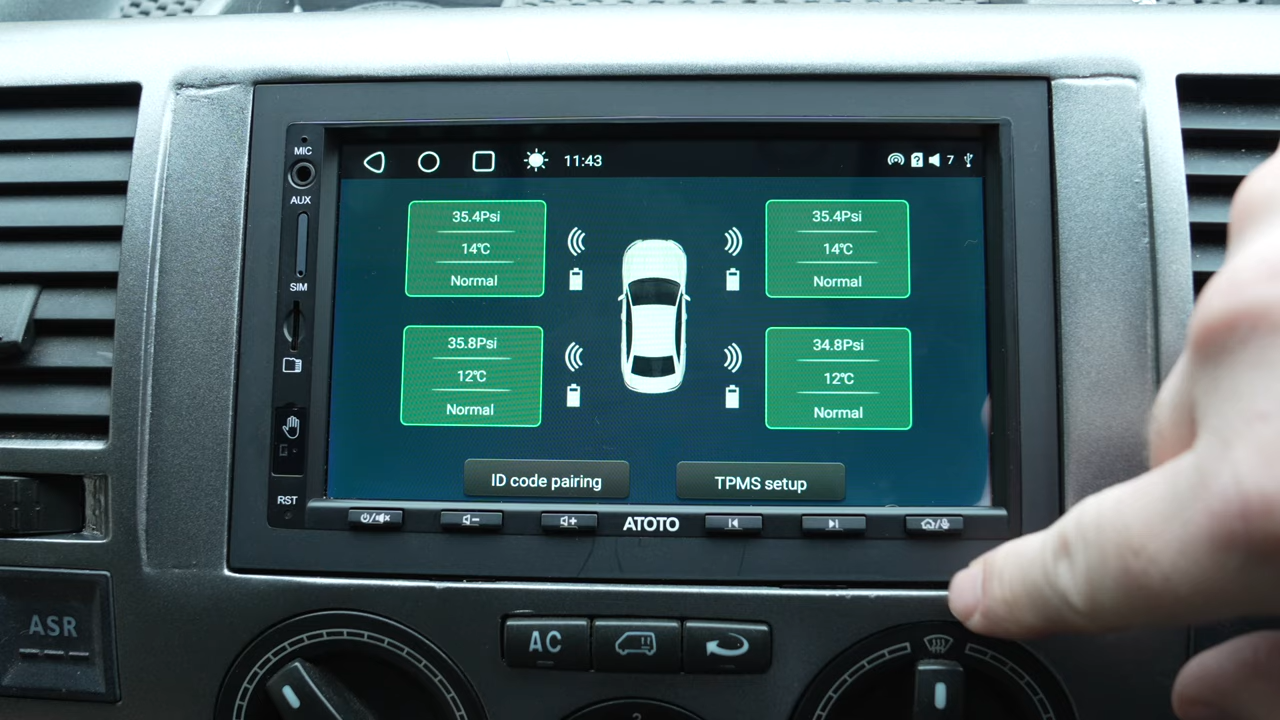 MIC
AUX
SIM
RST
11:43
7
35.4Psi
14℃
Normal
35.4Psi
14℃
Normal
35.8Psi
12℃
Normal
34.8Psi
12℃
Normal
ID code pairing
TPMS setup
ATOTO
ASR
AC